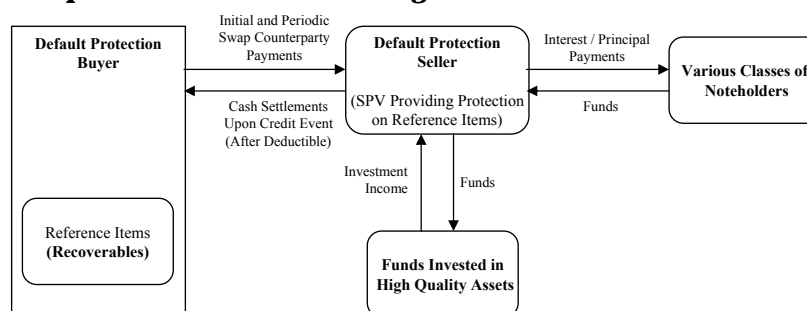 Default Protection
Buyer
Initial and Periodic
Swap Counterparty
Payments
Cash Settlements
Upon Credit Event
(After Deductible)
Default Protection
Seller
(SPV Providing Protection
on Reference Items)
Interest / Principal
Payments
Funds
Various Classes of
Noteholders
Investment
Income
Funds
Reference Items
(Recoverables)
Funds Invested in
High Quality Assets